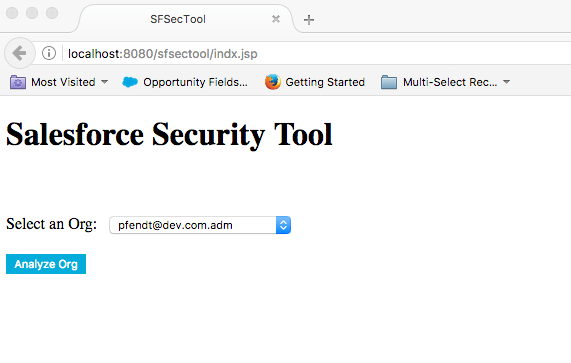 SFSecTool
localhost:8080/sfsectool/indx.jsp
Most Visited Opportunity Fields... Getting Started Multi-Select Rec...
Salesforce Security Tool
Select an Org: pfendt@dev.com.adm
Analyze Org